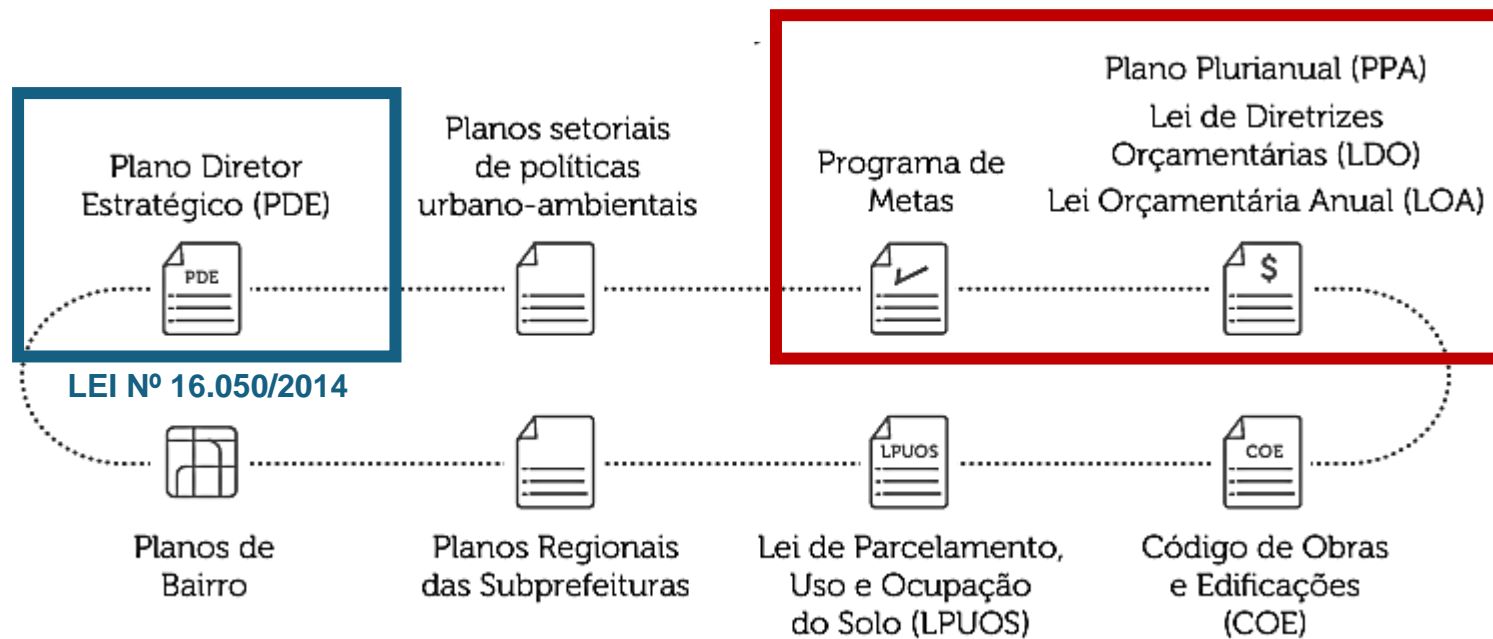 Plano Diretor
Estratégico (PDE)
PDE
LEI Nº 16.050/2014
Planos setoriais
de políticas
urbano-ambientais
Programa de
Metas
Plano Plurianual (PPA)
Lei de Diretrizes
Orçamentárias (LDO)
Lei Orçamentária Anual (LOA)
$
Planos de
Bairro
Planos Regionais
das Subprefeituras
LPUOS
Lei de Parcelamento,
Uso e Ocupação
do Solo (LPUOS)
COE
Código de Obras
e Edificações
(COE)